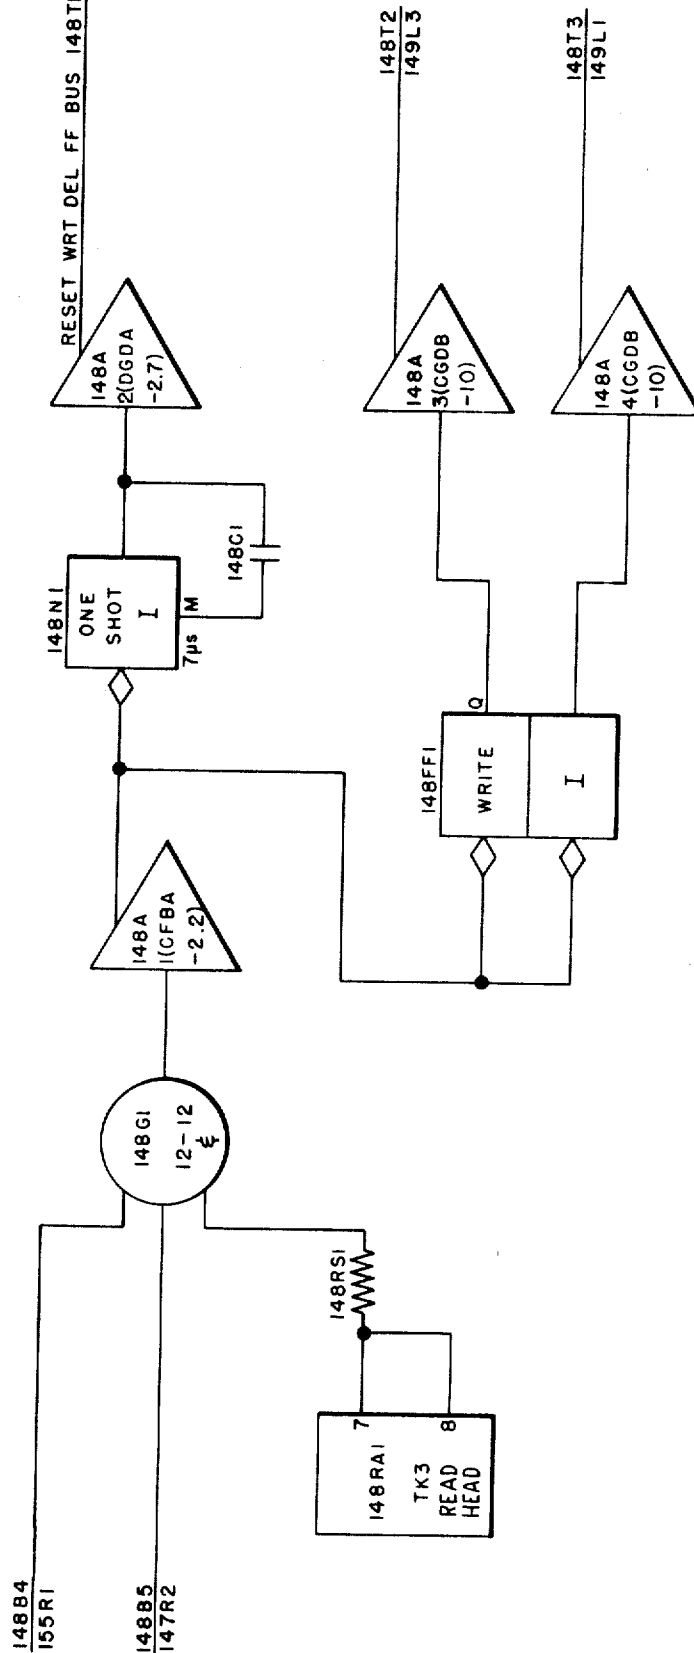 148B4
155R1
148B5
147R2
148RA1
TK3
READ
HEAD
7
8
148RS1
148G1
12-12
&
148A
1(CFBA
-2.2)
148N1
ONE
SHOT
I
M
7µs
148C1
148A
2(DGDA
-2.7)
RESET WRT DEL FF BUS 148T
148FF1
WRITE
Q
I
148A
3(CGDB
-10)
148T2
149L3
148A
4(CGDB
-10)
148T3
149L1